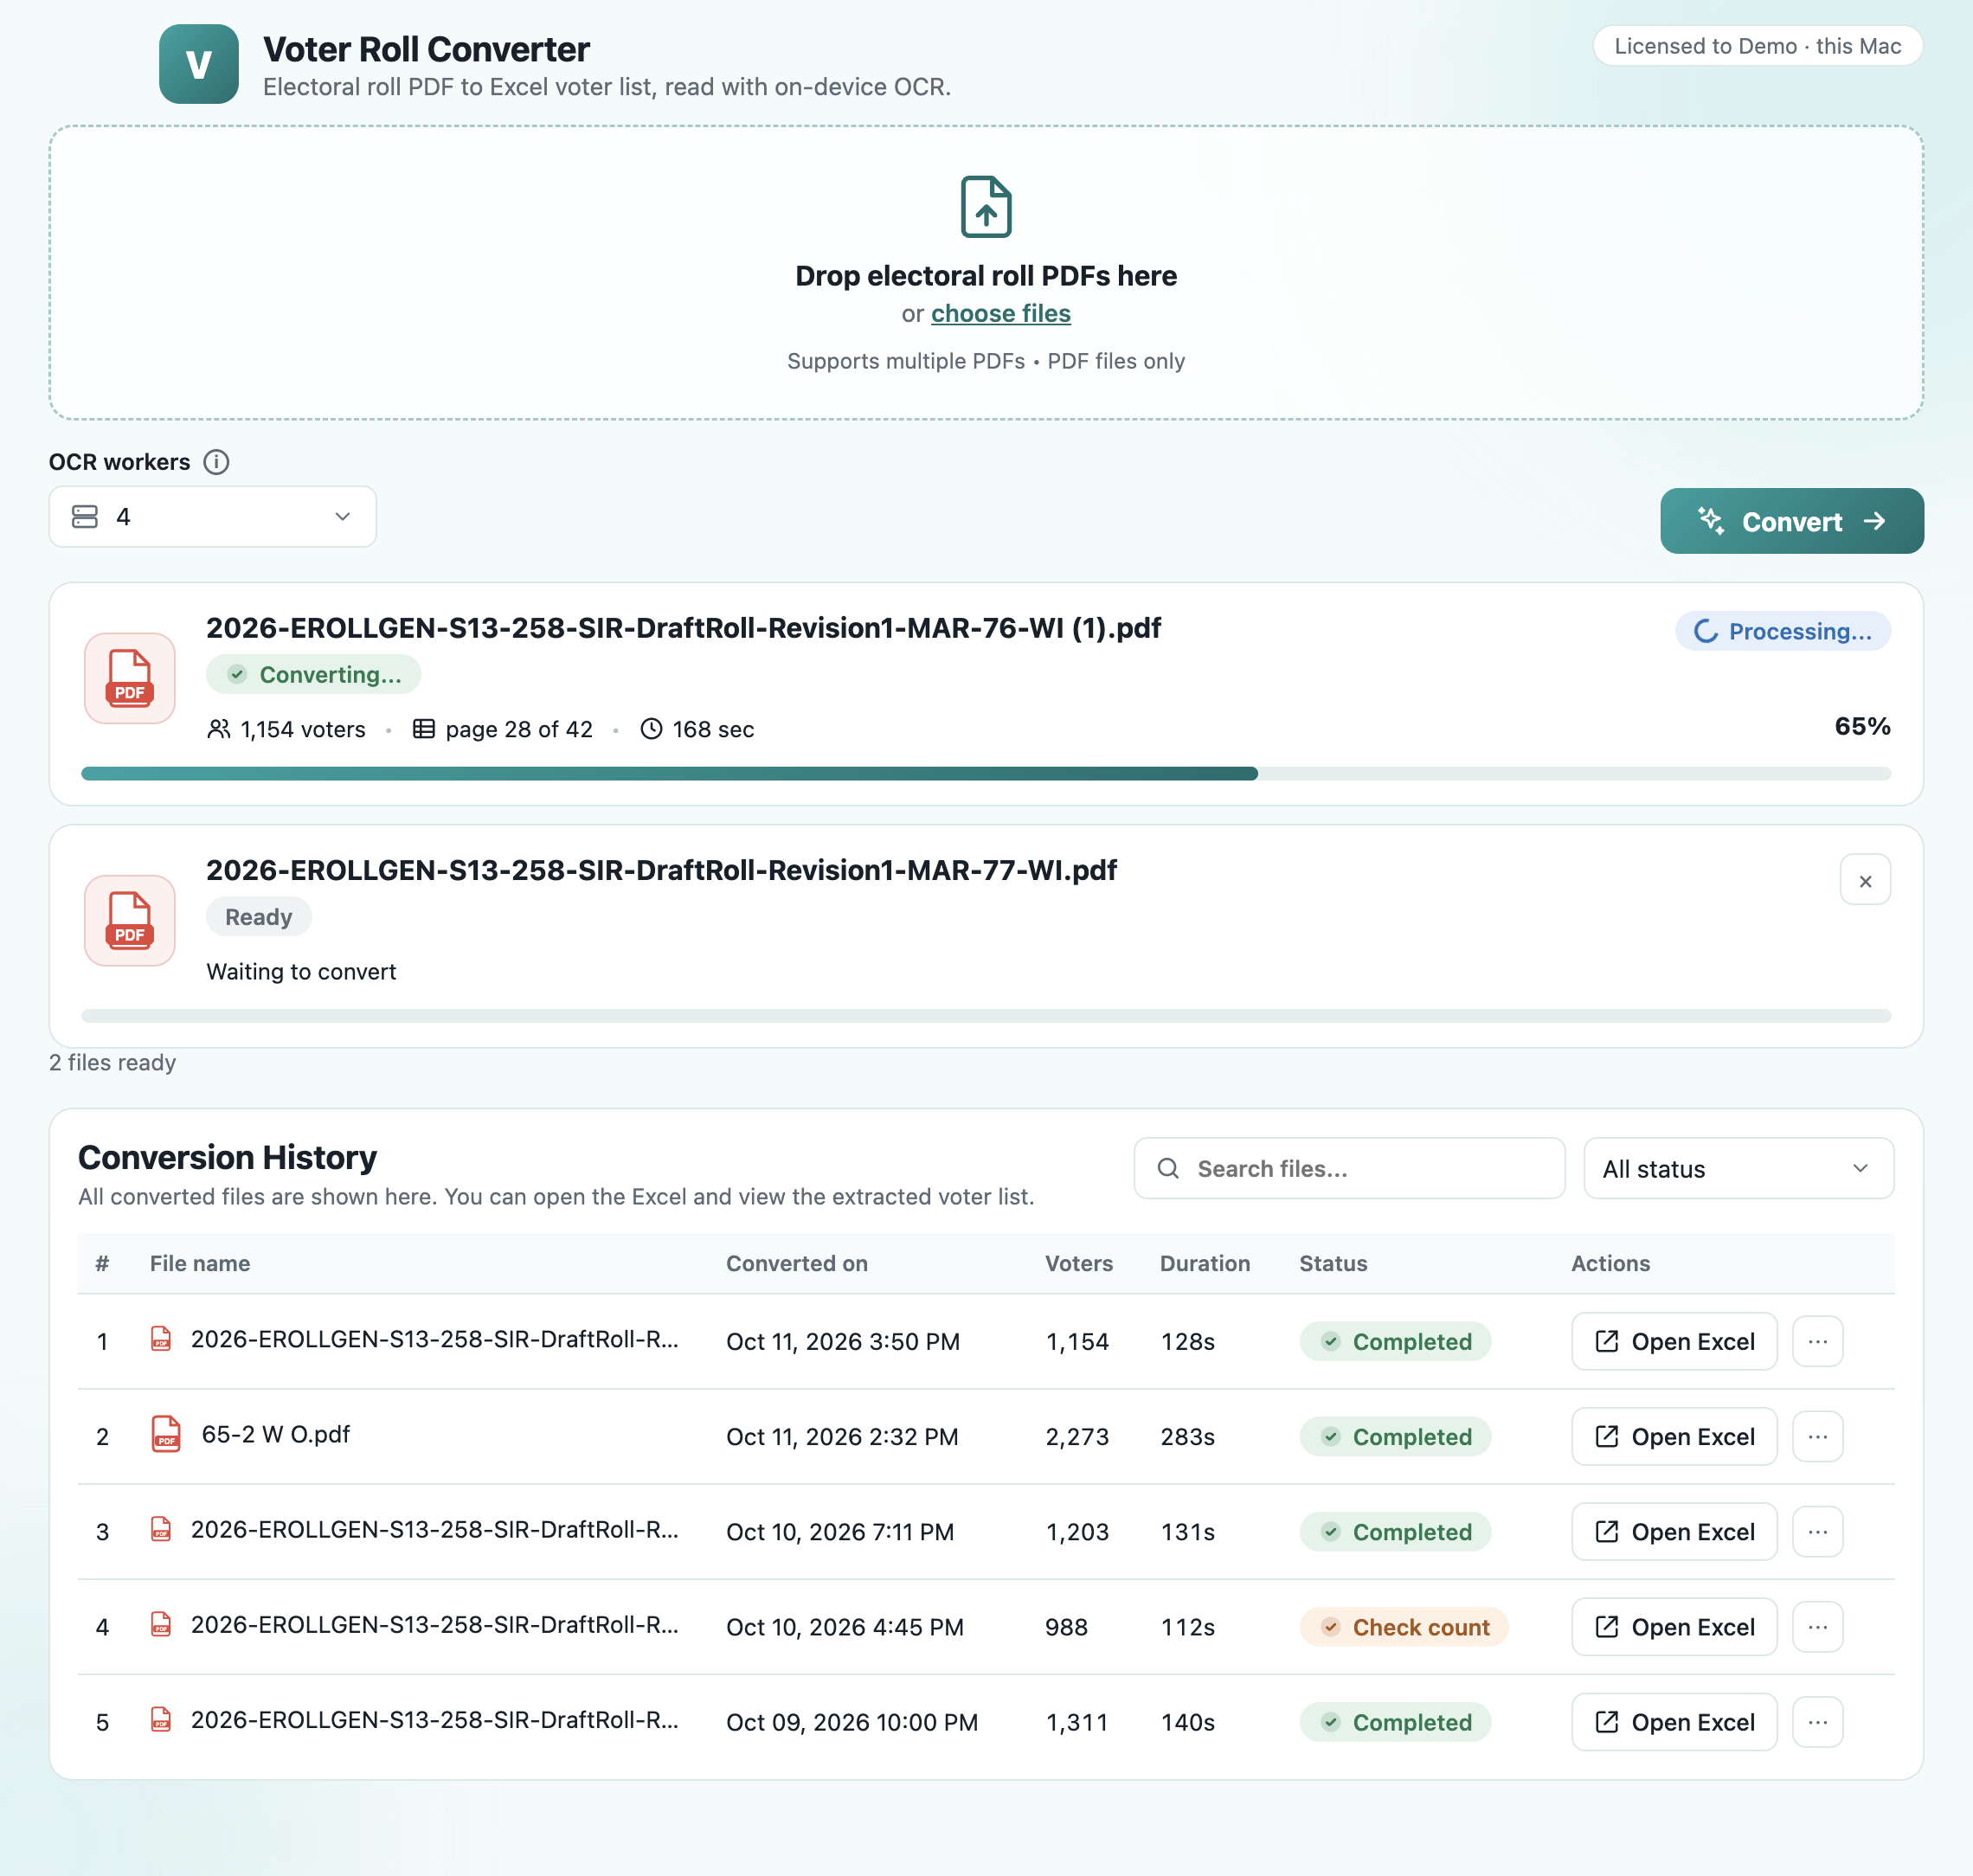 V
Voter Roll Converter
Electoral roll PDF to Excel voter list, read with on-device OCR.
Licensed to Demo · this Mac
Drop electoral roll PDFs here
or choose files
Supports multiple PDFs • PDF files only
OCR workers
4
Convert
2026-EROLLGEN-S13-258-SIR-DraftRoll-Revision1-MAR-76-WI (1).pdf
Processing...
PDF
Converting...
1,154 voters • page 28 of 42 • 168 sec
65%
2026-EROLLGEN-S13-258-SIR-DraftRoll-Revision1-MAR-77-WI.pdf
×
PDF
Ready
Waiting to convert
2 files ready
Conversion History
All converted files are shown here. You can open the Excel and view the extracted voter list.
Search files...
All status
# File name Converted on Voters Duration Status Actions
1 PDF 2026-EROLLGEN-S13-258-SIR-DraftRoll-R... Oct 11, 2026 3:50 PM 1,154 128s Completed Open Excel ...
2 PDF 65-2 W O.pdf Oct 11, 2026 2:32 PM 2,273 283s Completed Open Excel ...
3 PDF 2026-EROLLGEN-S13-258-SIR-DraftRoll-R... Oct 10, 2026 7:11 PM 1,203 131s Completed Open Excel ...
4 PDF 2026-EROLLGEN-S13-258-SIR-DraftRoll-R... Oct 10, 2026 4:45 PM 988 112s Check count Open Excel ...
5 PDF 2026-EROLLGEN-S13-258-SIR-DraftRoll-R... Oct 09, 2026 10:00 PM 1,311 140s Completed Open Excel ...